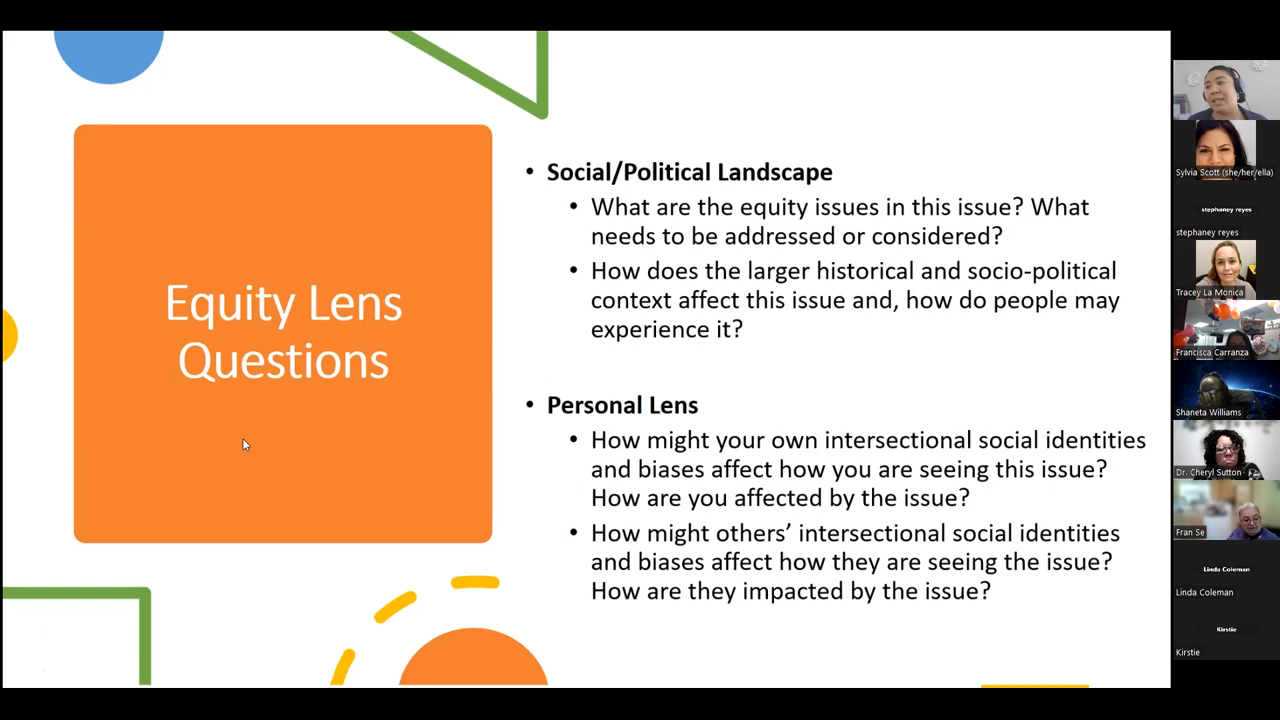 Equity Lens
Questions
• Social/Political Landscape
• What are the equity issues in this issue? What
needs to be addressed or considered?
• How does the larger historical and socio-political
context affect this issue and, how do people may
experience it?
• Personal Lens
• How might your own intersectional social identities
and biases affect how you are seeing this issue?
How are you affected by the issue?
• How might others’ intersectional social identities
and biases affect how they are seeing the issue?
How are they impacted by the issue?
Sylvia Scott (she/her/ella)
stephaney reyes
stephaney reyes
Tracey La Monica
Francisca Carranza
Shaneta Williams
Dr. Cheryl Sutton
Fran Se
Linda Coleman
Linda Coleman
Kirstie
Kirstie